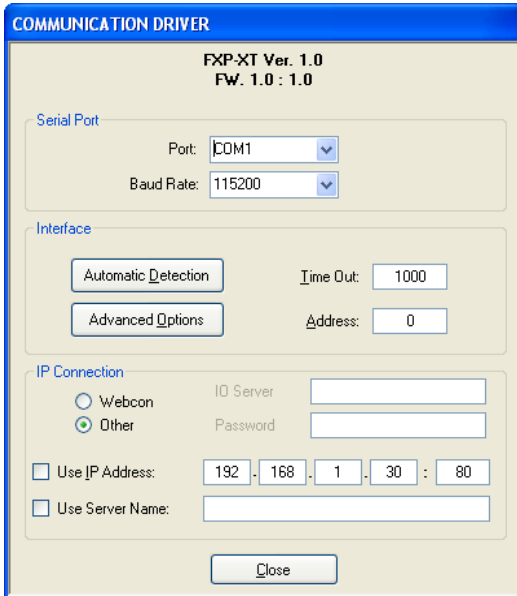 COMMUNICATION DRIVER
FXP-XT Ver. 1.0
FW. 1.0 : 1.0
Serial Port
Port: COM1
Baud Rate: 115200
Interface
Automatic Detection Time Out: 1000
Advanced Options Address: 0
IP Connection
Webcon IO Server
Other Password
Use IP Address: 192 . 168 . 1 . 30 : 80
Use Server Name:
Close